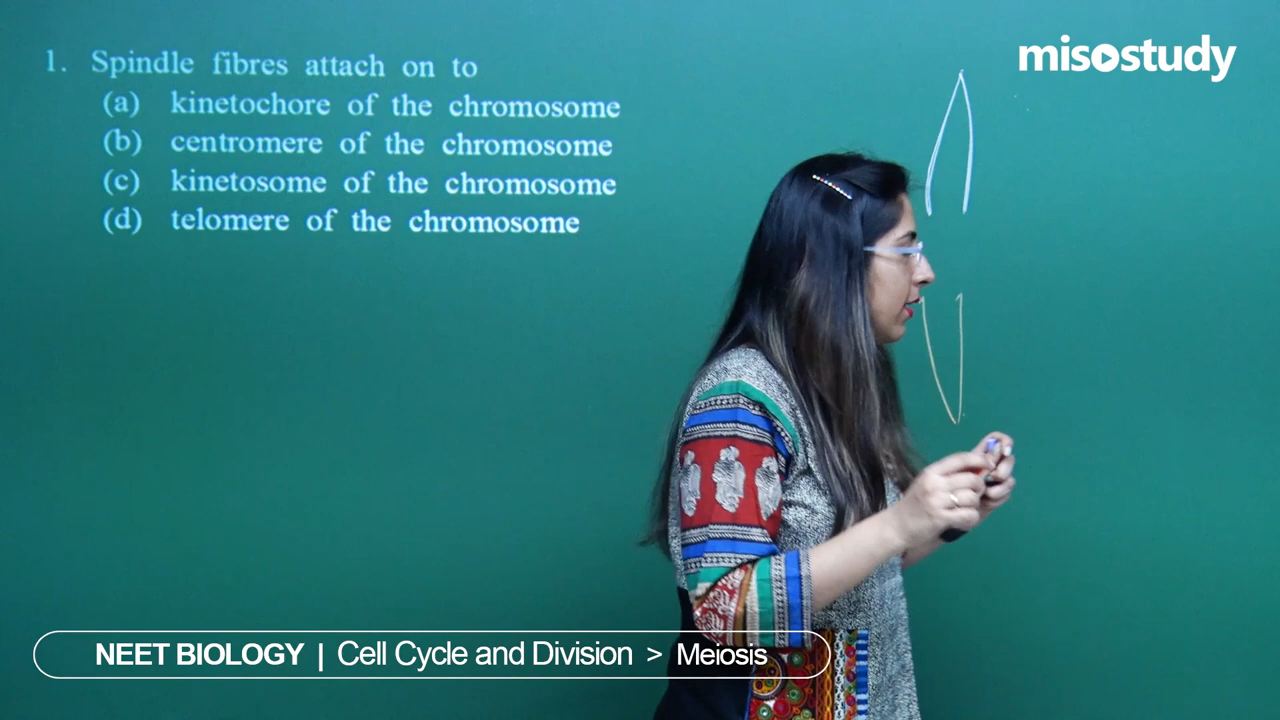 misostudy
1. Spindle fibres attach on to
(a) kinetochore of the chromosome
(b) centromere of the chromosome
(c) kinetosome of the chromosome
(d) telomere of the chromosome
NEET BIOLOGY | Cell Cycle and Division > Meiosis